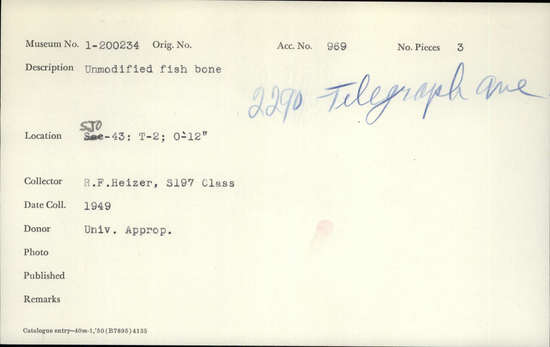 Museum No. 1-200234 Orig. No. Acc. No. 969 No. Pieces 3
Description Unmodified fish bone
2290 Telegraph Ave
SJO
Location Sac-43: T-2; 0-12"
Collector R.F.Heizer, S197 Class
Date Coll. 1949
Donor Univ. Approp.
Photo
Published
Remarks
Catalogue entry—40m-1,'50 (B7895) 4135